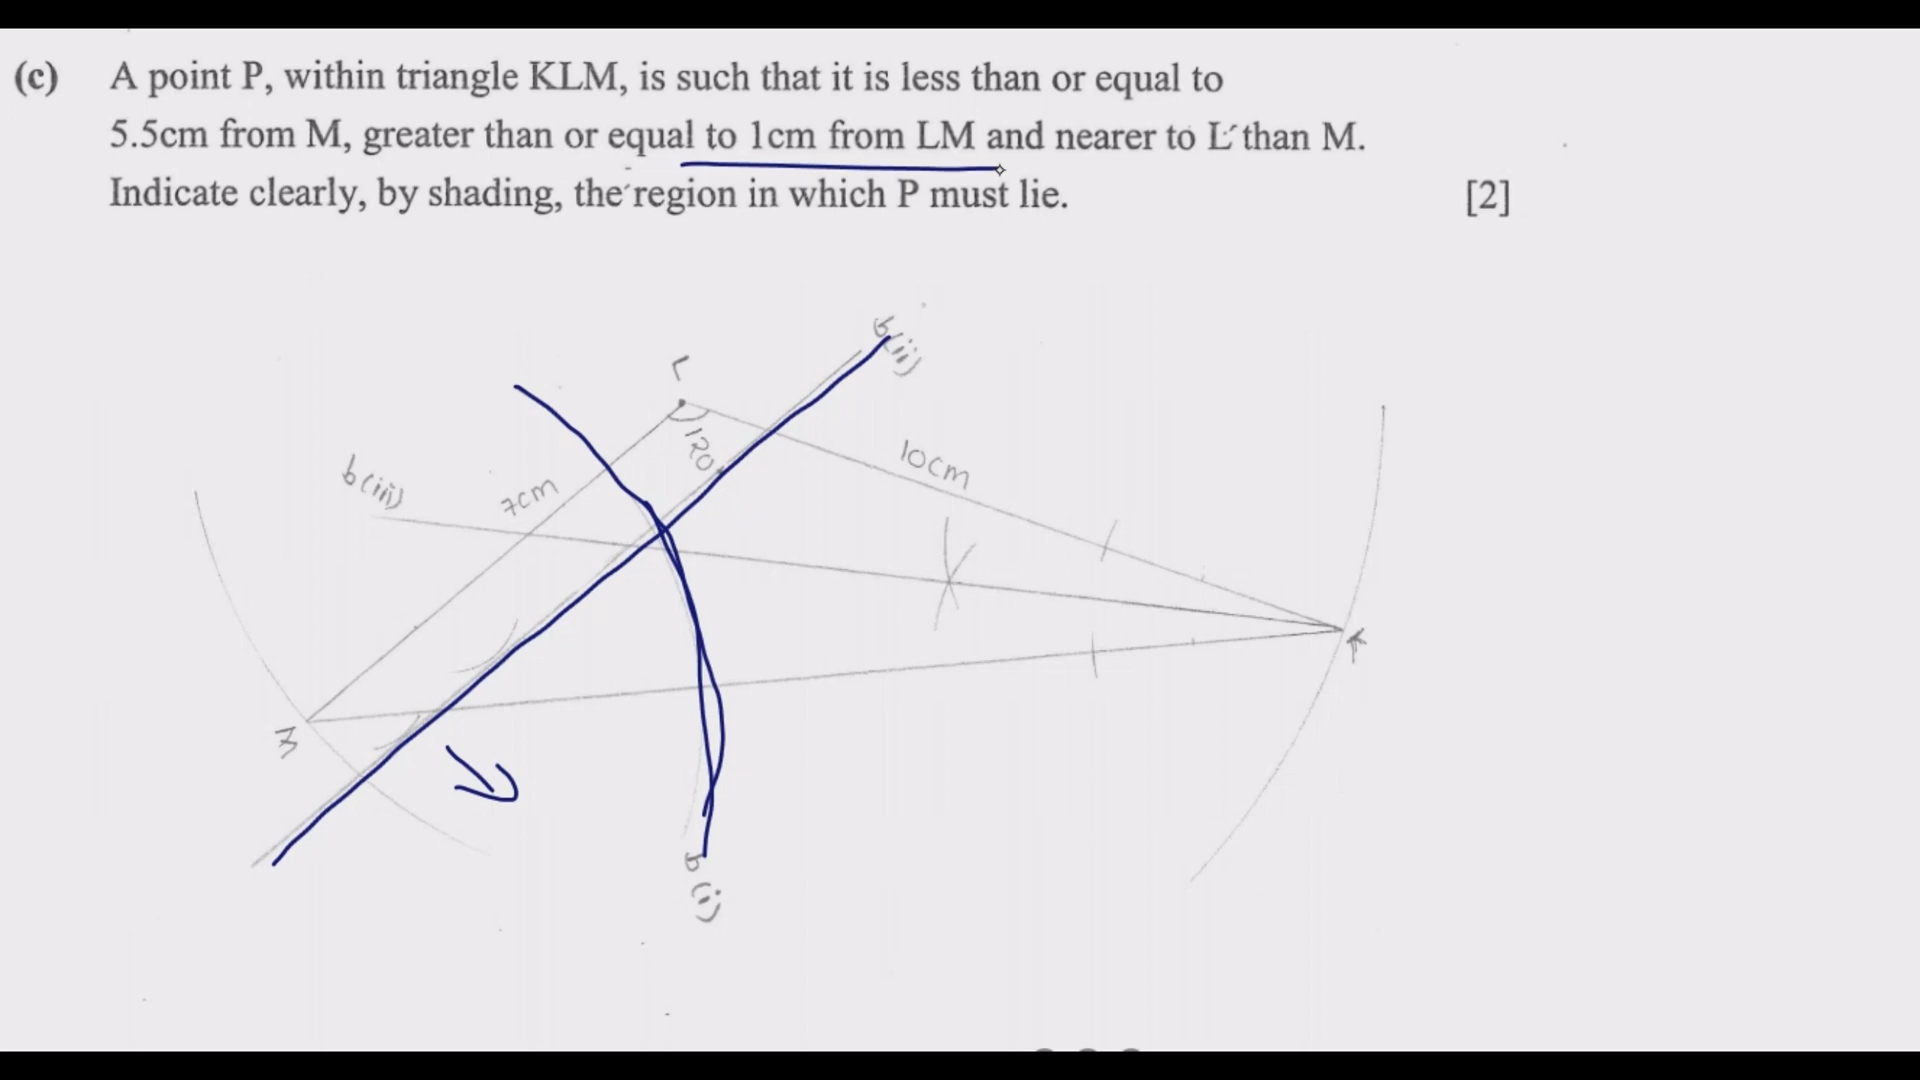 (c) A point P, within triangle KLM, is such that it is less than or equal to
5.5cm from M, greater than or equal to 1cm from LM and nearer to L than M.
Indicate clearly, by shading, the region in which P must lie. [2]
b(ii)
L
120
10cm
b(iii)
7cm
K
M
b(i)